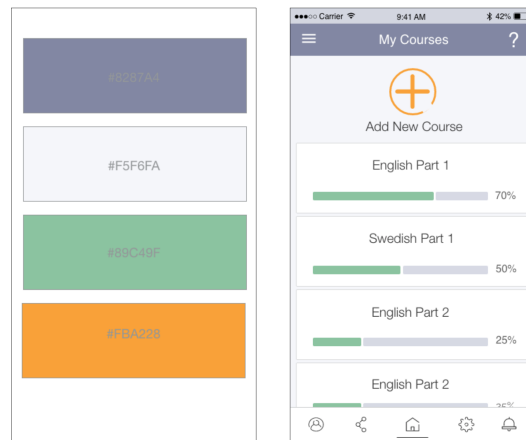 #8287A4
#F5F6FA
#89C49F
#FBA228
Carrier 9:41 AM 42%
My Courses ?
Add New Course
English Part 1
70%
Swedish Part 1
50%
English Part 2
25%
English Part 2